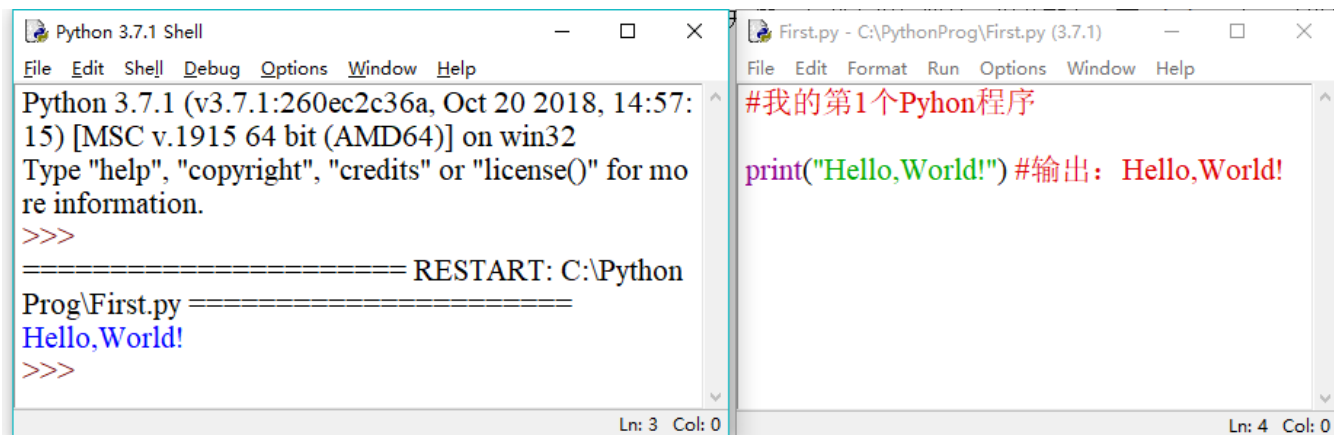 Python 3.7.1 Shell
File Edit Shell Debug Options Window Help
Python 3.7.1 (v3.7.1:260ec2c36a, Oct 20 2018, 14:57:
15) [MSC v.1915 64 bit (AMD64)] on win32
Type "help", "copyright", "credits" or "license()" for mo
re information.
>>>
====================== RESTART: C:\Python
Prog\First.py ======================
Hello,World!
>>>
Ln: 3 Col: 0
First.py - C:\PythonProg\First.py (3.7.1)
File Edit Format Run Options Window Help
#我的第1个Pyhon程序
print("Hello,World!") #输出：Hello,World!
Ln: 4 Col: 0